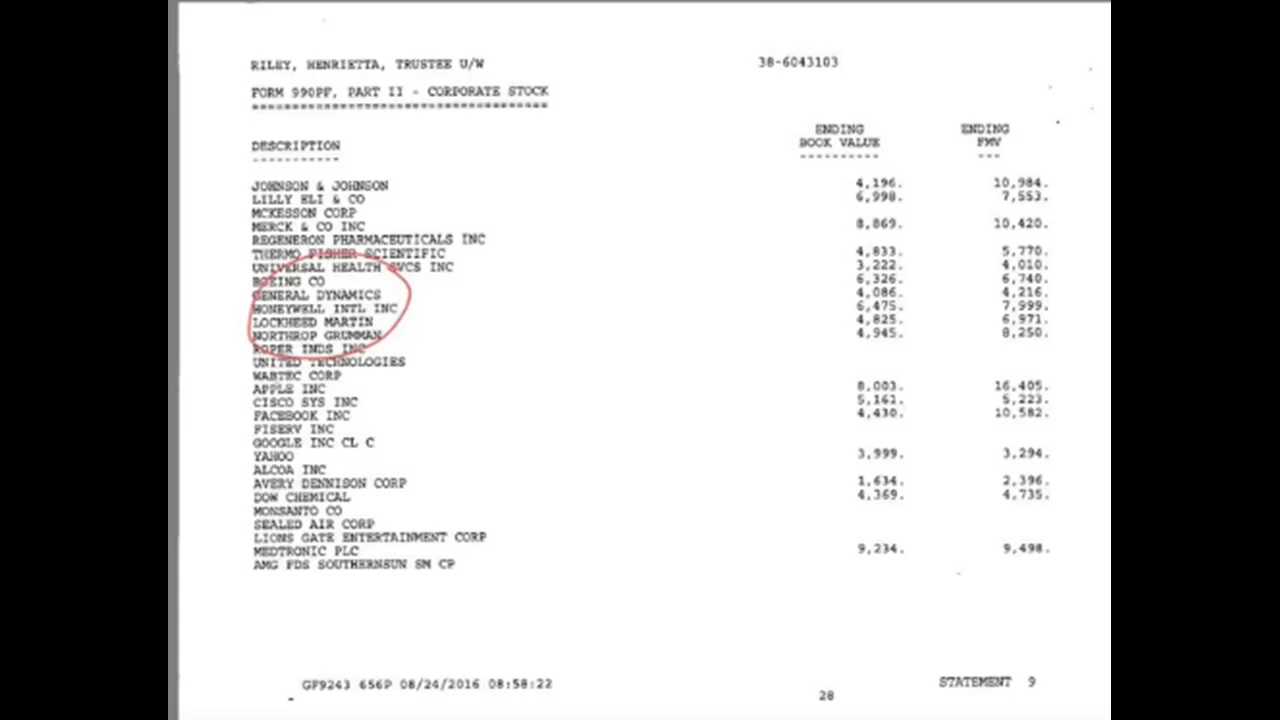 RILEY, HENRIETTA, TRUSTEE U/W 38-6043103
FORM 990PF, PART II - CORPORATE STOCK
====================================
ENDING ENDING
DESCRIPTION BOOK VALUE FMV
----------- ---------- ---
JOHNSON & JOHNSON 4,196. 10,984.
LILLY ELI & CO 6,998. 7,553.
MCKESSON CORP
MERCK & CO INC 8,869. 10,420.
REGENERON PHARMACEUTICALS INC
THERMO FISHER SCIENTIFIC 4,833. 5,770.
UNIVERSAL HEALTH SVCS INC 3,222. 4,010.
BOEING CO 6,326. 6,740.
GENERAL DYNAMICS 4,086. 4,216.
HONEYWELL INTL INC 6,475. 7,999.
LOCKHEED MARTIN 4,825. 6,971.
NORTHROP GRUMMAN 4,945. 8,250.
ROPER INDS INC
UNITED TECHNOLOGIES
WABTEC CORP
APPLE INC 8,003. 16,405.
CISCO SYS INC 5,161. 5,223.
FACEBOOK INC 4,430. 10,582.
FISERV INC
GOOGLE INC CL C
YAHOO 3,999. 3,294.
ALCOA INC
AVERY DENNISON CORP 1,634. 2,396.
DOW CHEMICAL 4,369. 4,735.
MONSANTO CO
SEALED AIR CORP
LIONS GATE ENTERTAINMENT CORP
MEDTRONIC PLC 9,234. 9,498.
AMG FDS SOUTHERNSUN SM CP
GF9243 656P 08/24/2016 08:58:22 STATEMENT 9
28